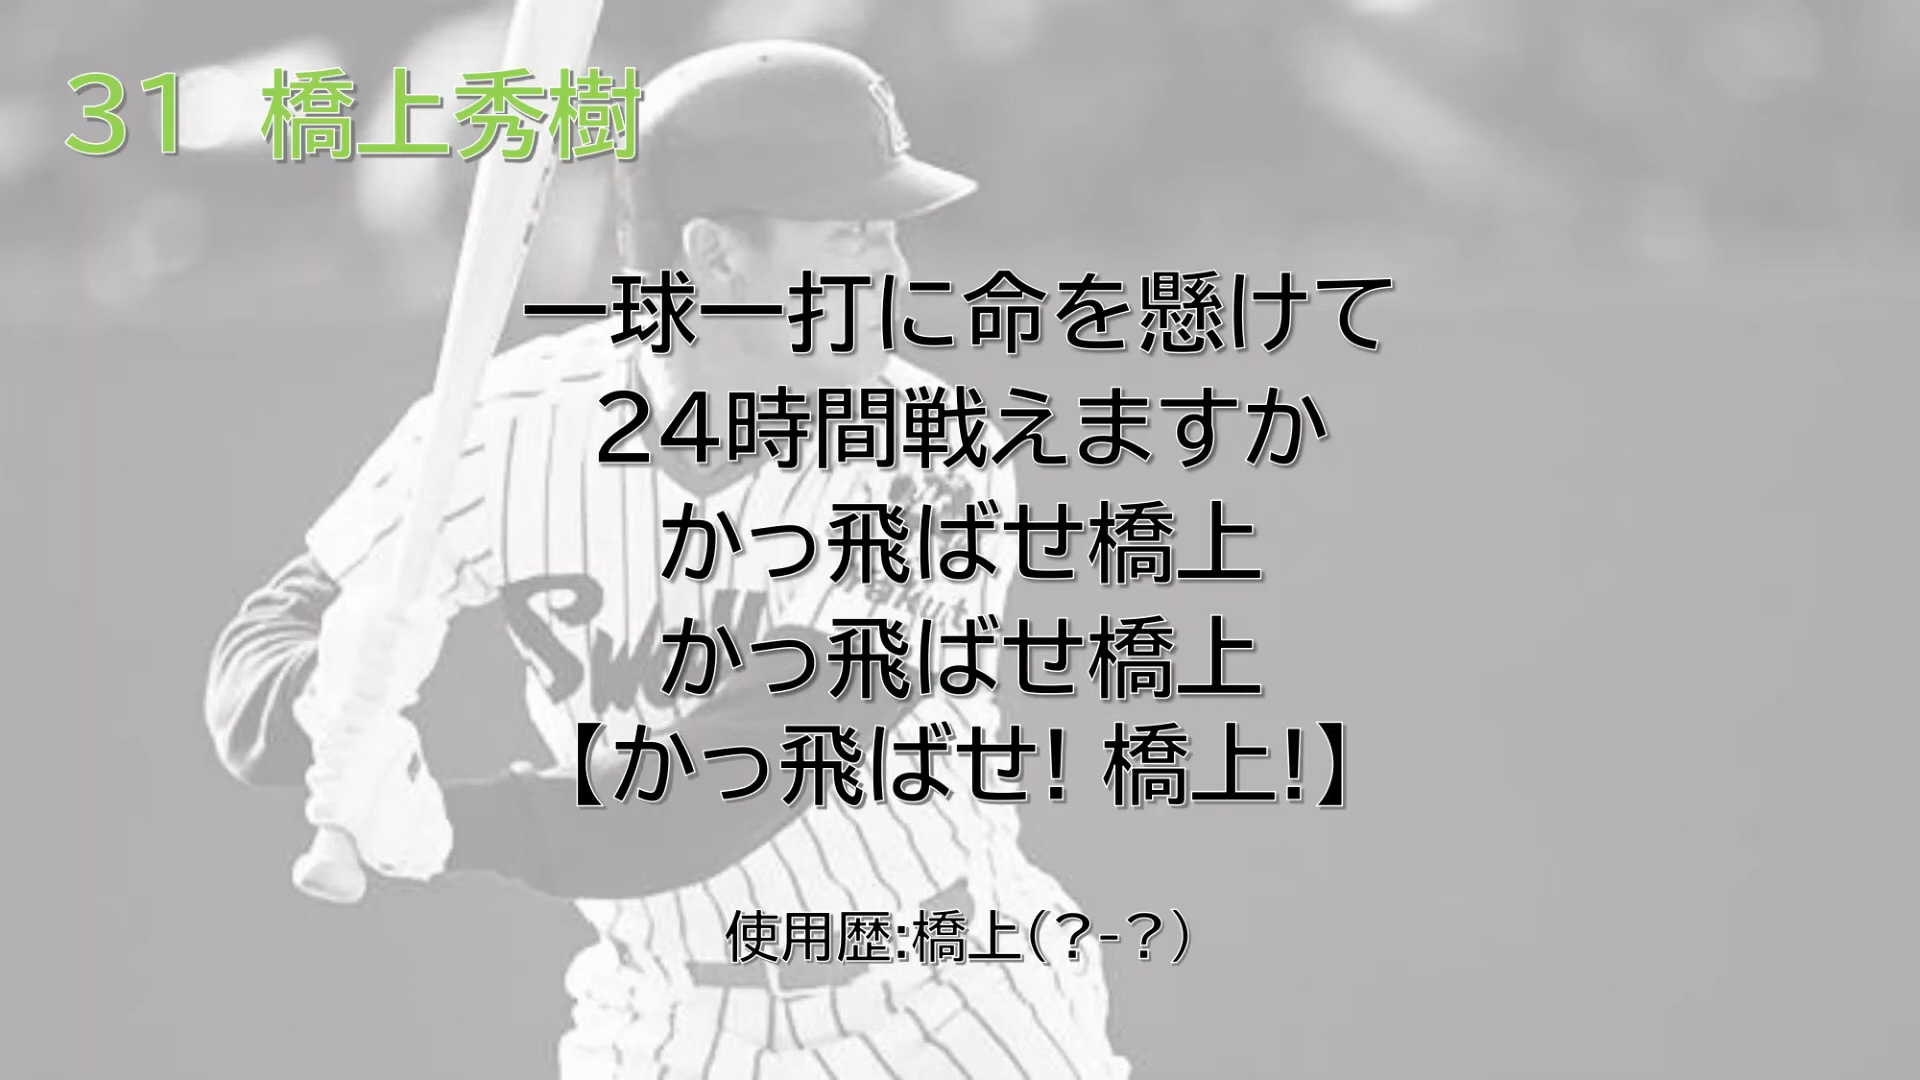 31 橋上秀樹
一球一打に命を懸けて
24時間戦えますか
かっ飛ばせ橋上
かっ飛ばせ橋上
【かっ飛ばせ! 橋上!】
使用歴:橋上(?-?)